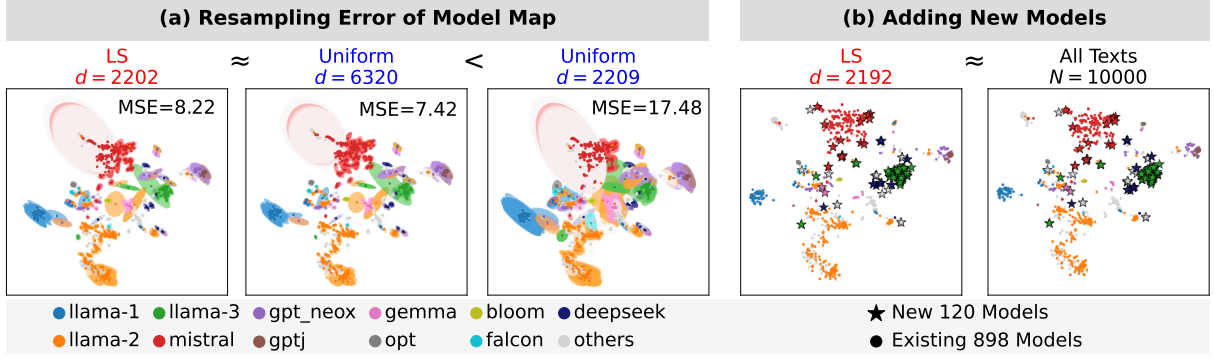 (a) Resampling Error of Model Map
(b) Adding New Models
LS
d = 2202
≈
Uniform
d = 6320
<
Uniform
d = 2209
LS
d = 2192
≈
All Texts
N = 10000
MSE=8.22
MSE=7.42
MSE=17.48
llama-1 llama-3 gpt_neox gemma bloom deepseek
llama-2 mistral gptj opt falcon others
New 120 Models
Existing 898 Models